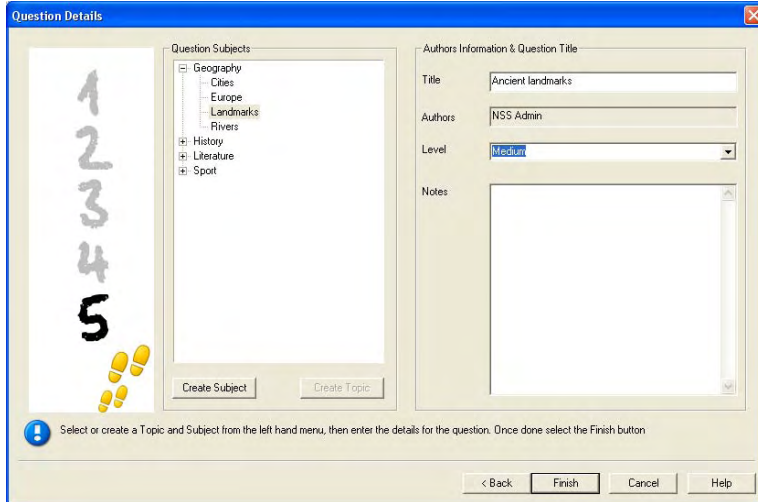 Question Details
1
2
3
4
5
Question Subjects
Geography
Cities
Europe
Landmarks
Rivers
History
Literature
Sport
Create Subject
Create Topic
Authors Information & Question Title
Title
Ancient landmarks
Authors
NSS Admin
Level
Medium
Notes
Select or create a Topic and Subject from the left hand menu, then enter the details for the question. Once done select the Finish button
< Back
Finish
Cancel
Help